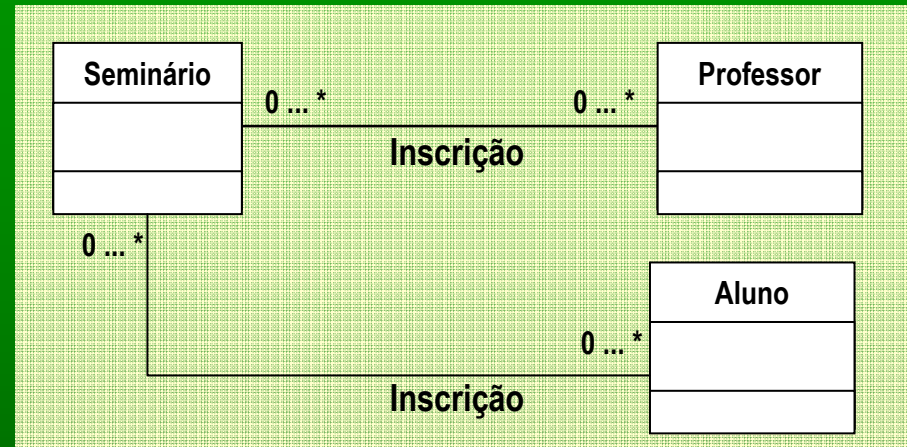 Seminário
Professor
0 ... *
0 ... *
Inscrição
0 ... *
Aluno
0 ... *
Inscrição